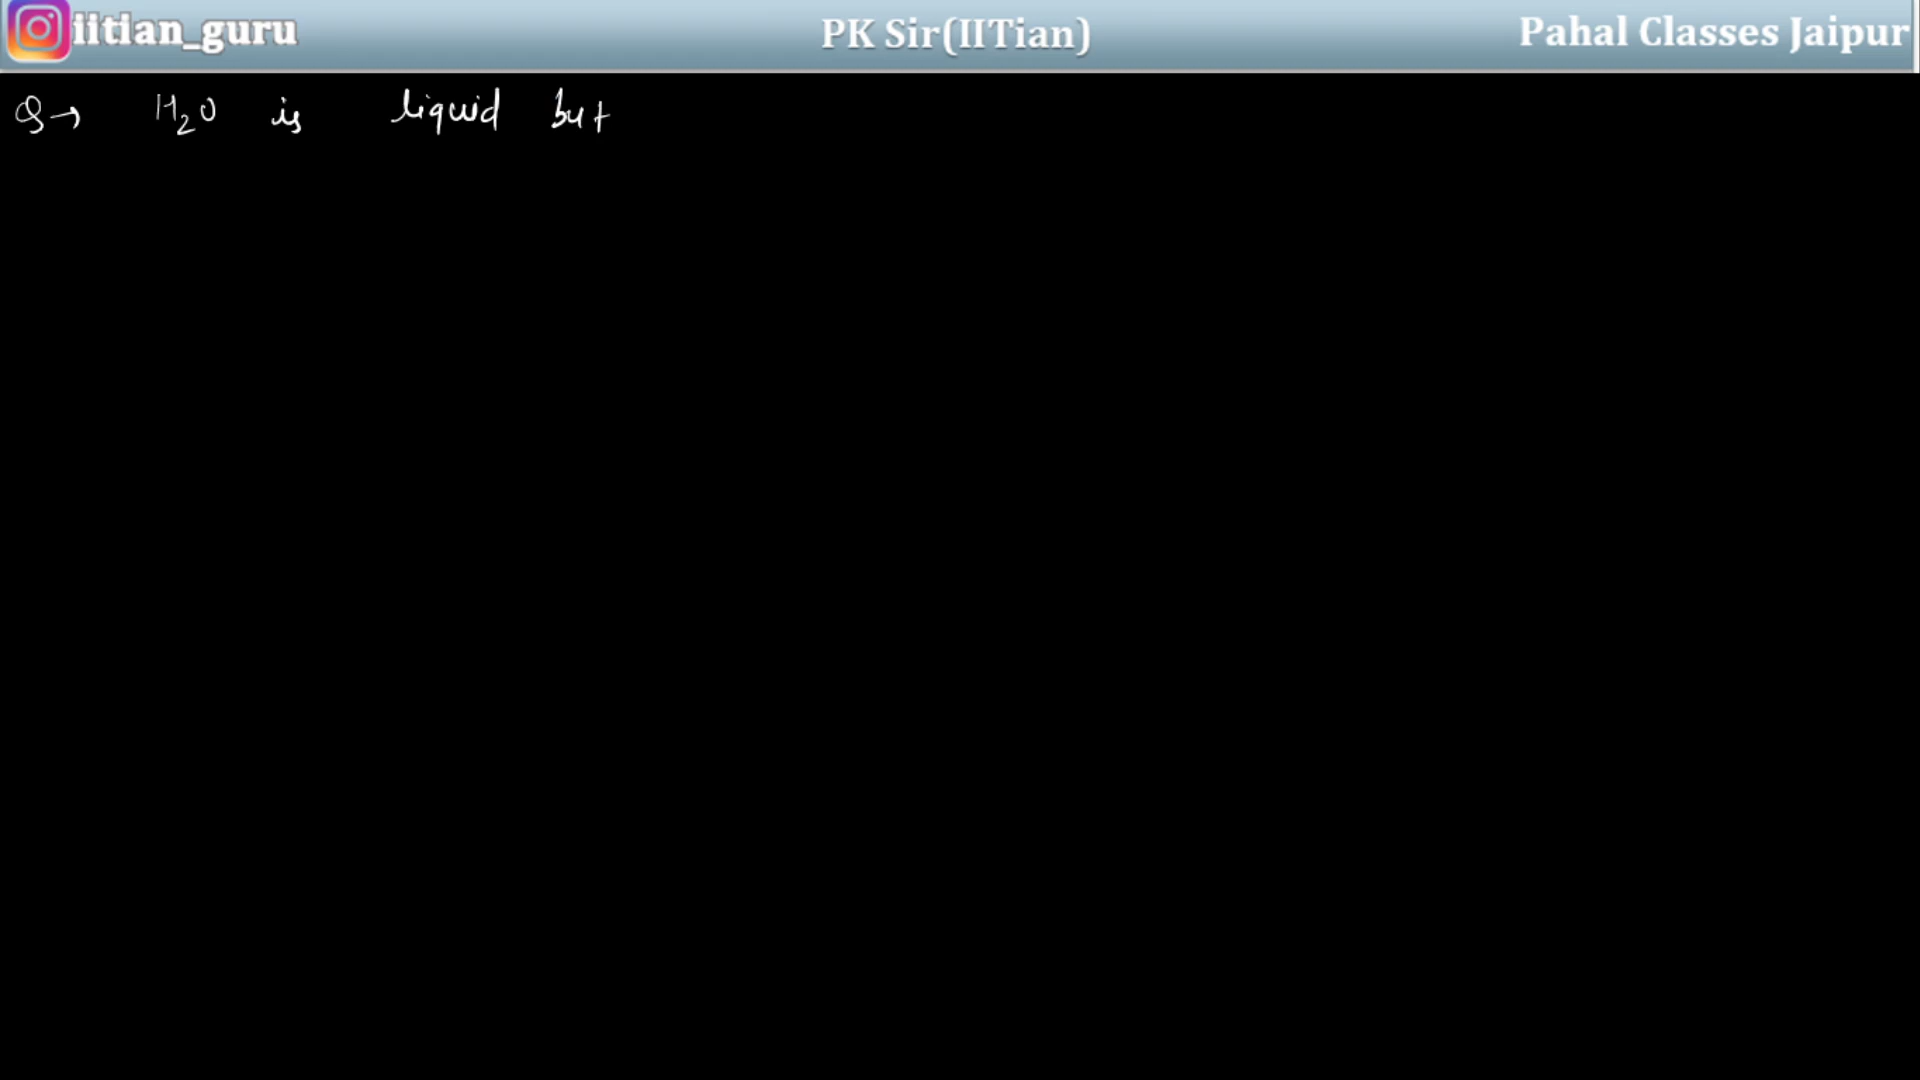 iitian_guru PK Sir(IITian) Pahal Classes Jaipur
Q→ H₂O is liquid but